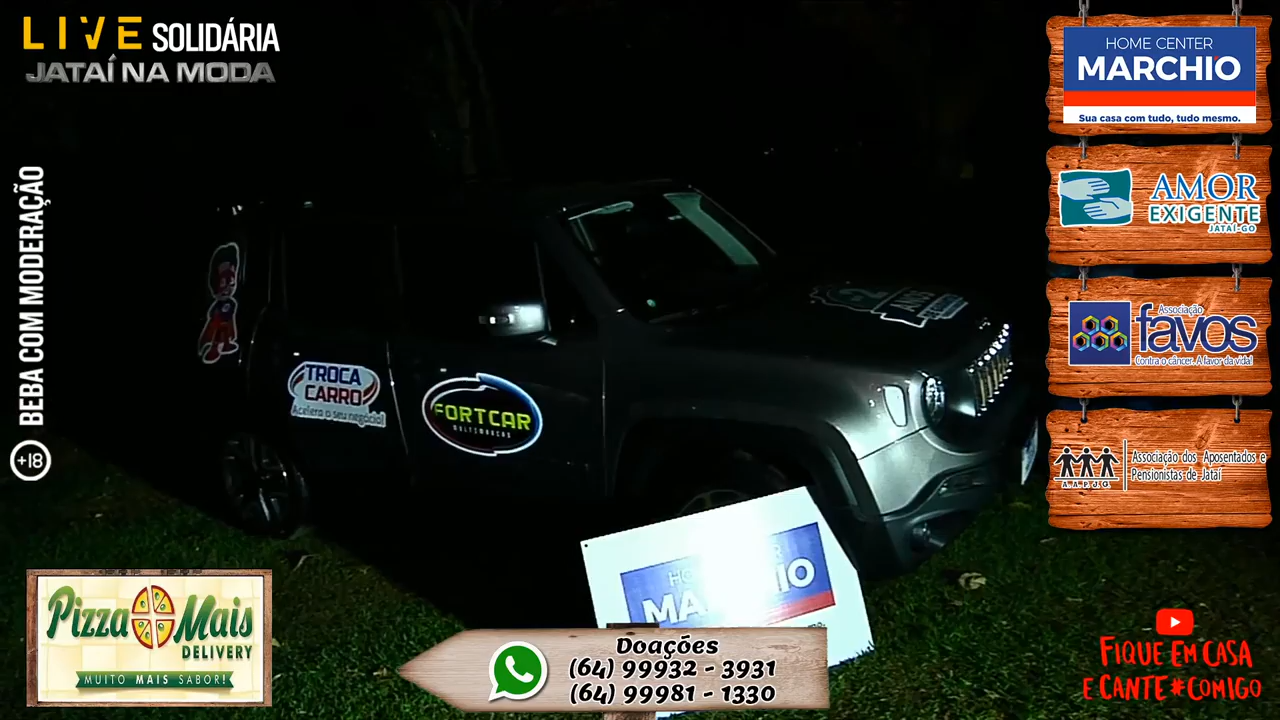 LIVE SOLIDÁRIA
JATAÍ NA MODA
BEBA COM MODERAÇÃO
+18
HOME CENTER
MARCHIO
Sua casa com tudo, tudo mesmo.
AMOR
EXIGENTE
JATAÍ-GO
Associação
favos
Contra o câncer. A favor da vida!
A.A.P.J.G
Associação dos Aposentados e
Pensionistas de Jataí
TROCA
CARRO
Acelera o seu negócio!
FORTCAR
MULTIMARCAS
2
ANOS
Pizza Mais
DELIVERY
MUITO MAIS SABOR!
Doações
(64) 99932 - 3931
(64) 99981 - 1330
FIQUE EM CASA
E CANTE #COMIGO